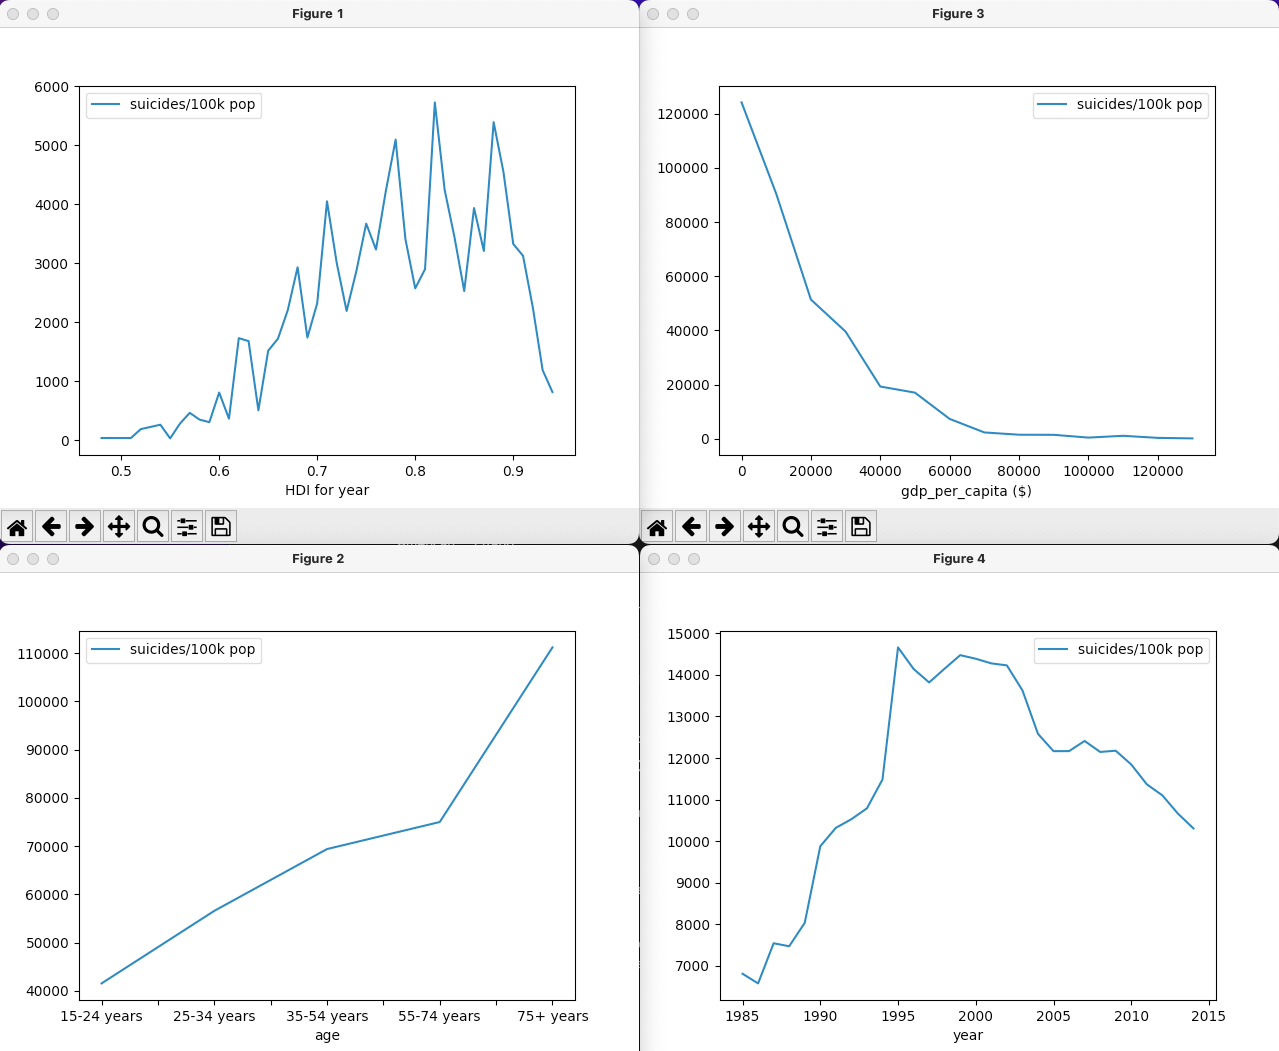 Figure 1
suicides/100k pop
6000
5000
4000
3000
2000
1000
0
0.5 0.6 0.7 0.8 0.9
HDI for year
Figure 3
suicides/100k pop
120000
100000
80000
60000
40000
20000
0
0 20000 40000 60000 80000 100000 120000
gdp_per_capita ($)
Figure 2
suicides/100k pop
110000
100000
90000
80000
70000
60000
50000
40000
15-24 years 25-34 years 35-54 years 55-74 years 75+ years
age
Figure 4
suicides/100k pop
15000
14000
13000
12000
11000
10000
9000
8000
7000
1985 1990 1995 2000 2005 2010 2015
year